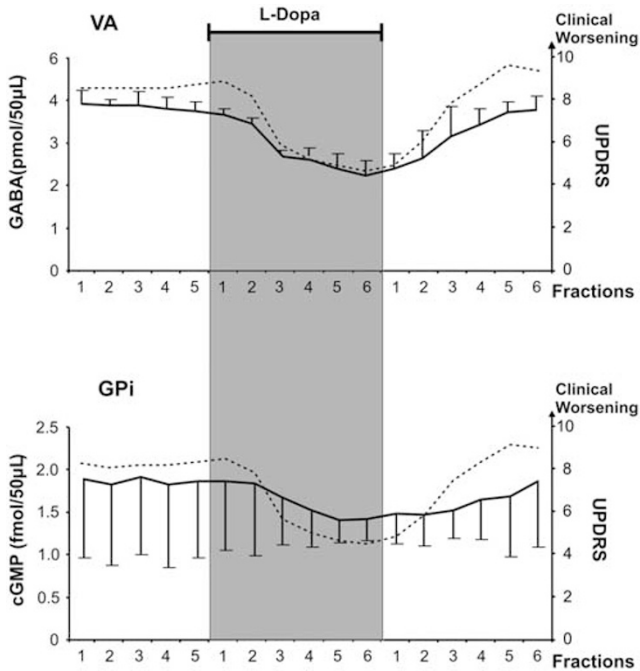 VA
L-Dopa
Clinical
Worsening
GABA(pmol/50µL)
6
4
3
2
1
0
10
8
6
4
2
0
UPDRS
1 2 3 4 5 1 2 3 4 5 6 1 2 3 4 5 6 Fractions
GPi
Clinical
Worsening
cGMP (fmol/50µL)
2.5
2.0
1.5
1.0
0.5
0
10
8
6
4
2
0
UPDRS
1 2 3 4 5 1 2 3 4 5 6 1 2 3 4 5 6 Fractions